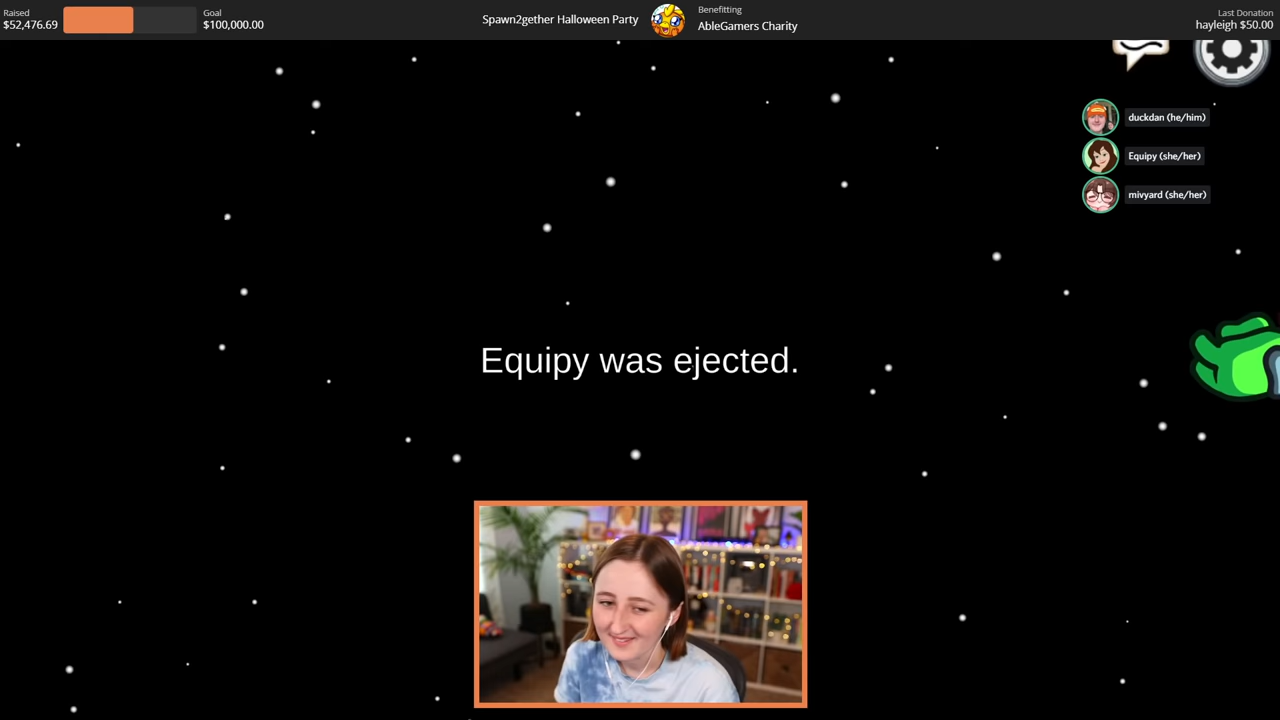 Raised
$52,476.69
Goal
$100,000.00
Spawn2gether Halloween Party
Benefitting
AbleGamers Charity
Last Donation
hayleigh $50.00
duckdan (he/him)
Equipy (she/her)
mivyard (she/her)
Equipy was ejected.